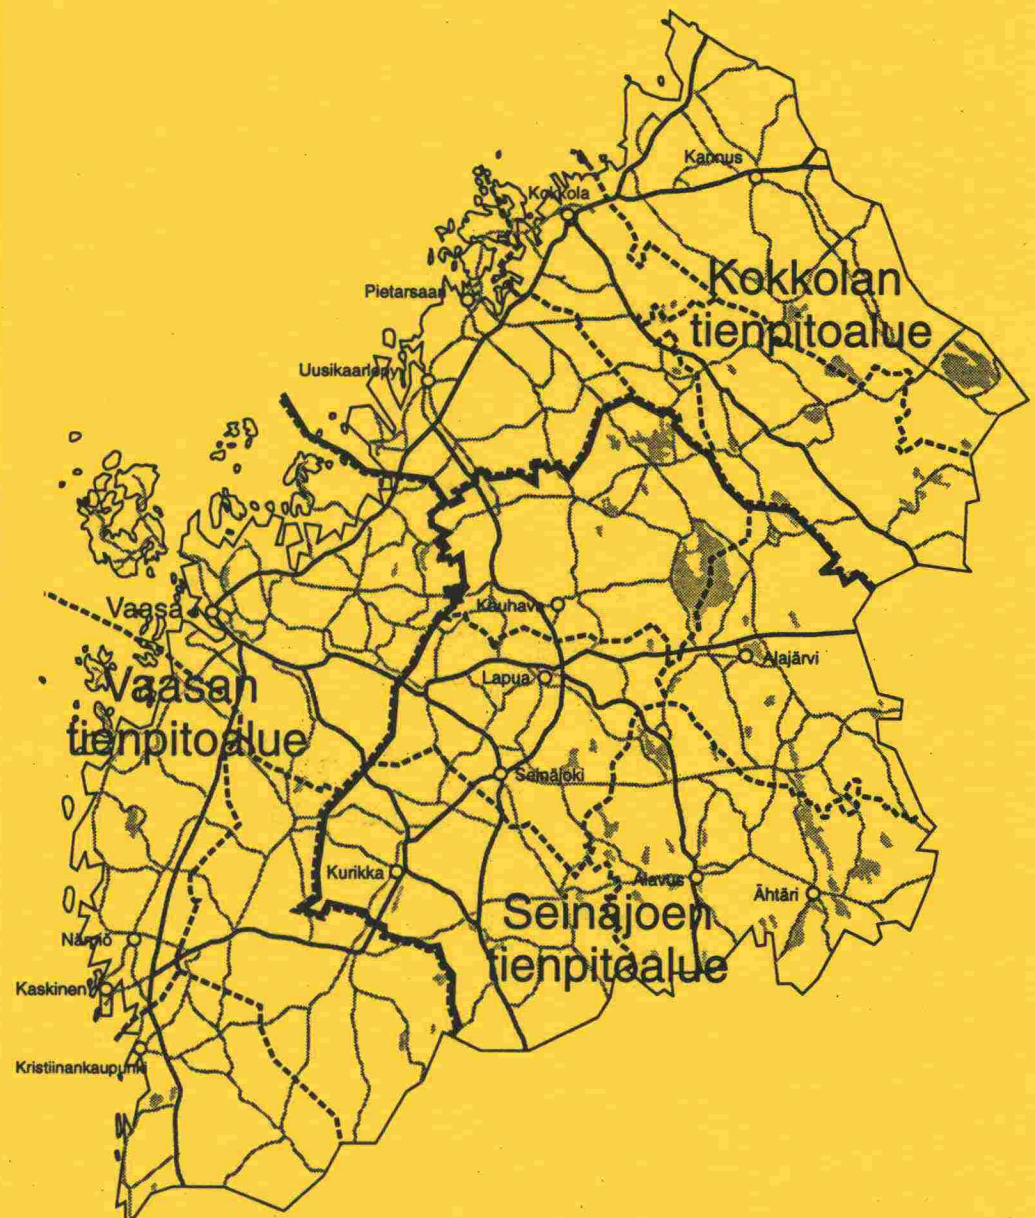 Kannus
Kokkola
Kokkolan
tienpitoalue
Pietarsaari
Uusikaarlepyy
Vaasa
Kauhava
Alajärvi
Lapua
Vaasan
tienpitoalue
Seinäjoki
Kurikka
Alavus
Ähtäri
Seinäjoen
tienpitoalue
Närpiö
Kaskinen
Kristiinankaupunki